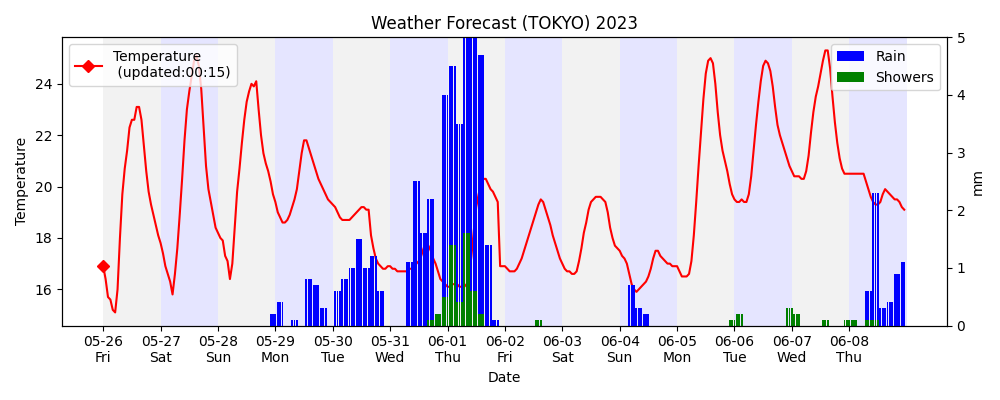 Weather Forecast (TOKYO) 2023
Temperature
(updated:00:15)
Rain
Showers
Temperature
24
22
20
18
16
5
4
3
2
1
0
mm
05-26 05-27 05-28 05-29 05-30 05-31 06-01 06-02 06-03 06-04 06-05 06-06 06-07 06-08
Fri Sat Sun Mon Tue Wed Thu Fri Sat Sun Mon Tue Wed Thu
Date